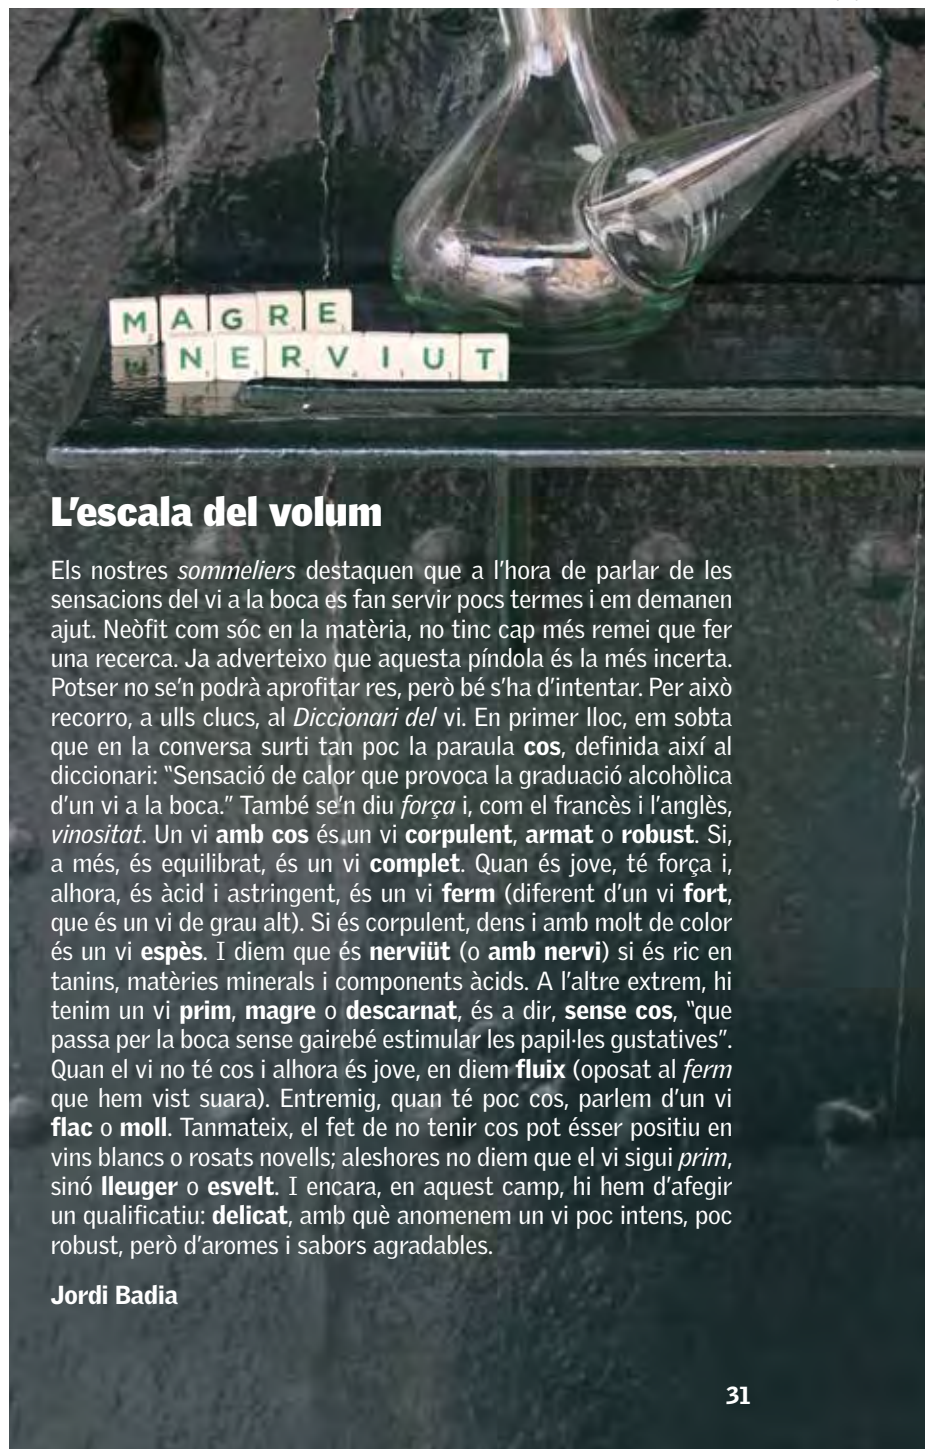 MAGRE
NERVIUT
L'escala del volum
Els nostres sommeliers destaquen que a l'hora de parlar de les
sensacions del vi a la boca es fan servir pocs termes i em demanen
ajut. Neòfit com sóc en la matèria, no tinc cap més remei que fer
una recerca. Ja adverteixo que aquesta píndola és la més incerta.
Potser no se'n podrà aprofitar res, però bé s'ha d'intentar. Per això
recorro, a ulls clucs, al Diccionari del vi. En primer lloc, em sobta
que en la conversa surti tan poc la paraula cos, definida així al
diccionari: "Sensació de calor que provoca la graduació alcohòlica
d'un vi a la boca." També se'n diu força i, com el francès i l'anglès,
vinositat. Un vi amb cos és un vi corpulent, armat o robust. Si,
a més, és equilibrat, és un vi complet. Quan és jove, té força i,
alhora, és àcid i astringent, és un vi ferm (diferent d'un vi fort,
que és un vi de grau alt). Si és corpulent, dens i amb molt de color
és un vi espès. I diem que és nerviüt (o amb nervi) si és ric en
tanins, matèries minerals i components àcids. A l'altre extrem, hi
tenim un vi prim, magre o descarnat, és a dir, sense cos, "que
passa per la boca sense gairebé estimular les papil·les gustatives".
Quan el vi no té cos i alhora és jove, en diem fluix (oposat al ferm
que hem vist suara). Entremig, quan té poc cos, parlem d'un vi
flac o moll. Tanmateix, el fet de no tenir cos pot ésser positiu en
vins blancs o rosats novells; aleshores no diem que el vi sigui prim,
sinó lleuger o esvelt. I encara, en aquest camp, hi hem d'afegir
un qualificatiu: delicat, amb què anomenem un vi poc intens, poc
robust, però d'aromes i sabors agradables.
Jordi Badia
31